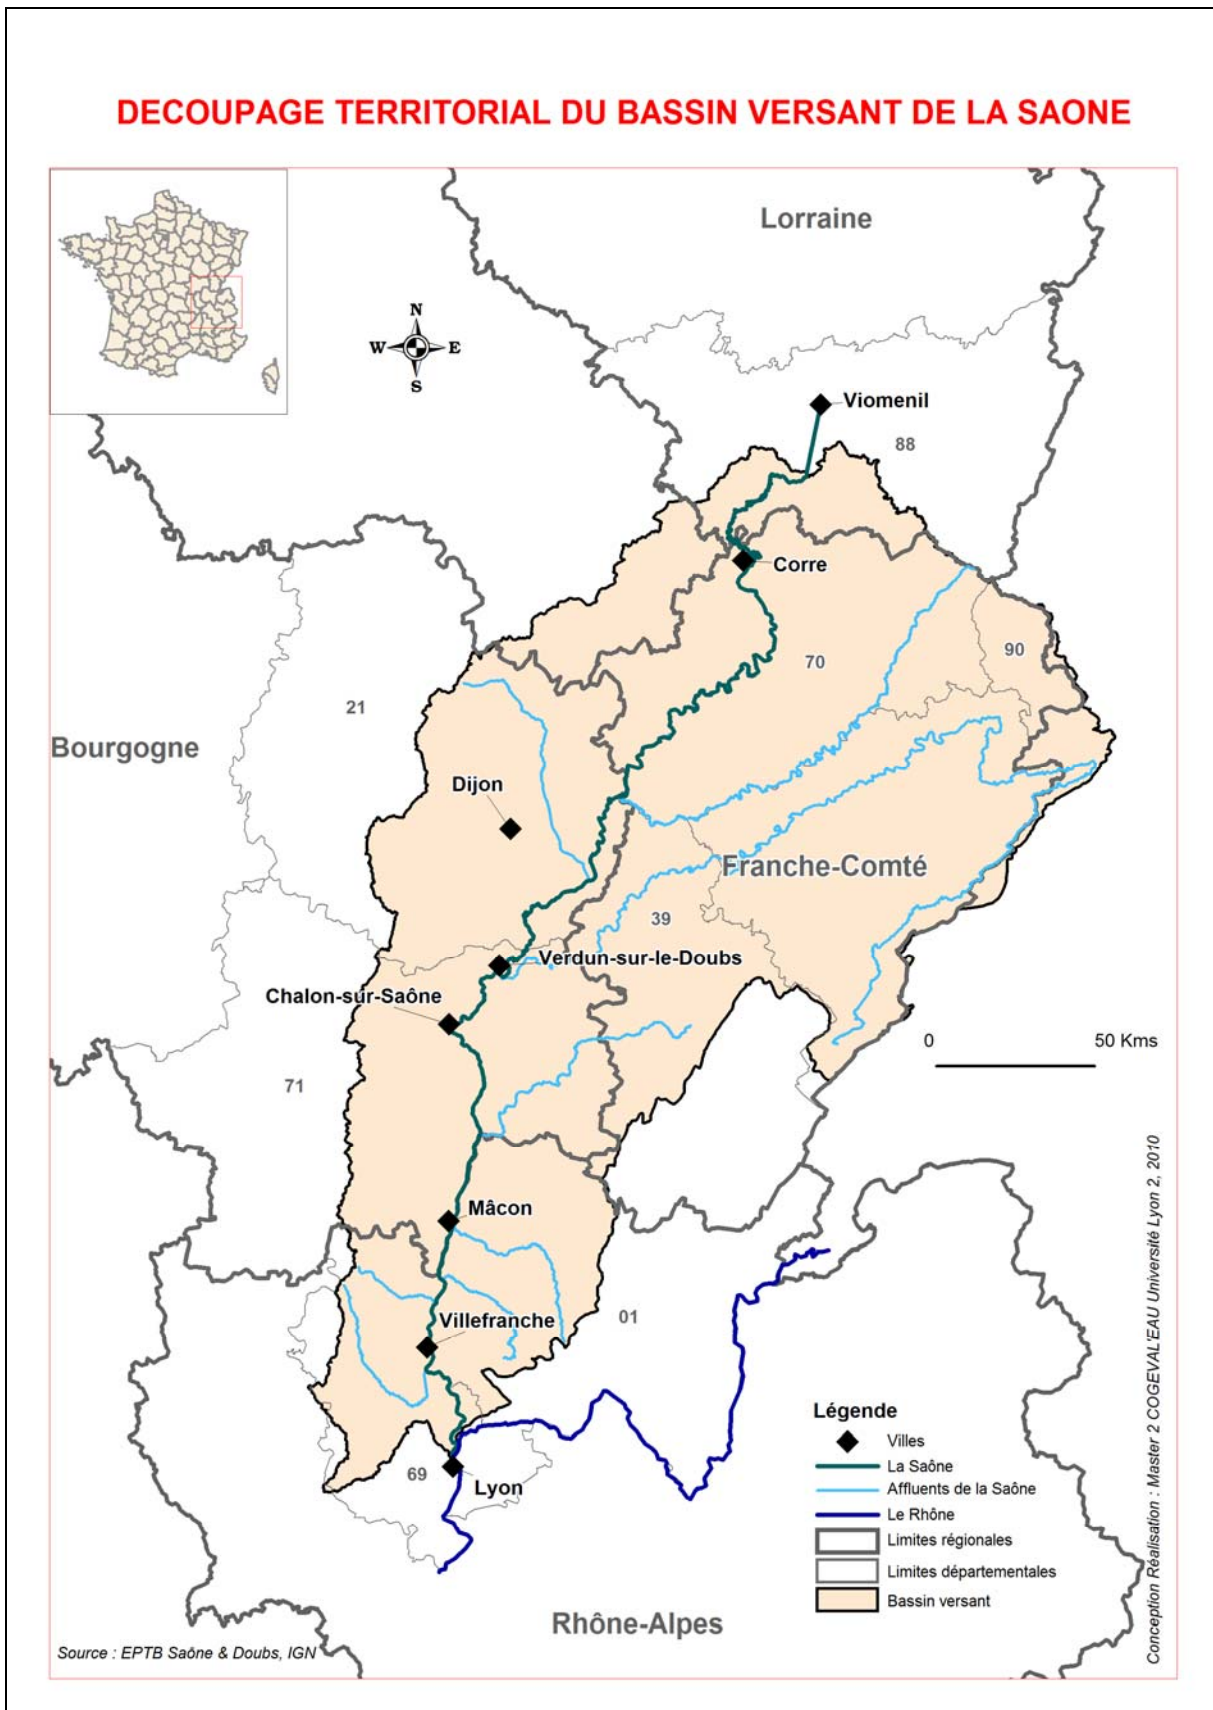 DECOUPAGE TERRITORIAL DU BASSIN VERSANT DE LA SAONE
Lorraine
N
W E
S
Viomenil
88
Corre
70
90
21
Bourgogne
Dijon
Franche-Comté
39
Verdun-sur-le-Doubs
Chalon-sur-Saône
0 50 Kms
71
Mâcon
01
Villefranche
69
Lyon
Légende
Villes
La Saône
Affluents de la Saône
Le Rhône
Limites régionales
Limites départementales
Bassin versant
Rhône-Alpes
Source : EPTB Saône & Doubs, IGN
Conception Réalisation : Master 2 COGEVAL'EAU Université Lyon 2, 2010